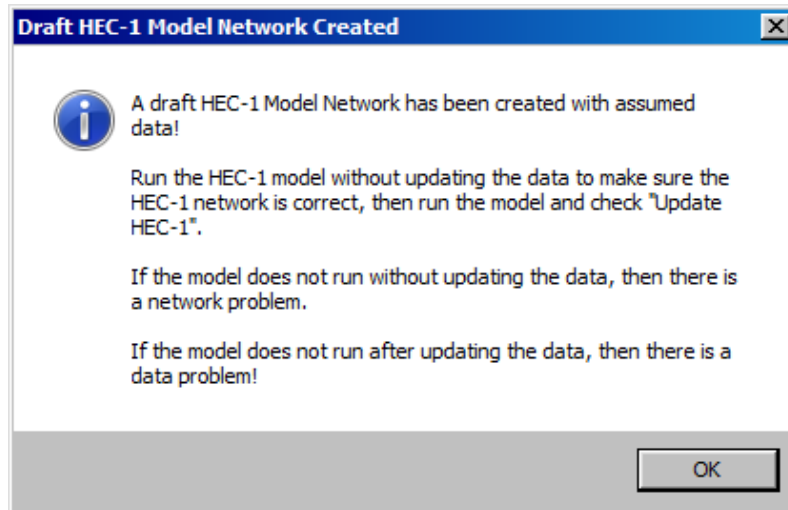 Draft HEC-1 Model Network Created
A draft HEC-1 Model Network has been created with assumed
data!
Run the HEC-1 model without updating the data to make sure the
HEC-1 network is correct, then run the model and check "Update
HEC-1".
If the model does not run without updating the data, then there is
a network problem.
If the model does not run after updating the data, then there is a
data problem!
OK